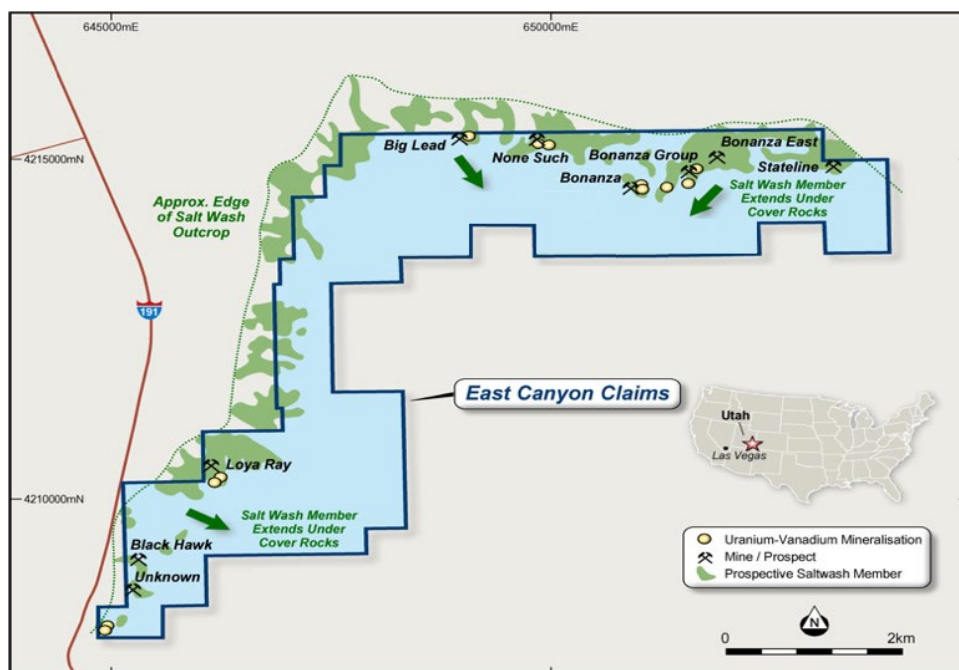 645000mE
650000mE
4215000mN
Big Lead
None Such
Bonanza Group
Bonanza East
Stateline
Bonanza
Salt Wash Member
Extends Under
Cover Rocks
Approx. Edge
of Salt Wash
Outcrop
191
East Canyon Claims
Utah
Las Vegas
Loya Ray
4210000mN
Salt Wash Member
Extends Under
Cover Rocks
Black Hawk
Unknown
Uranium-Vanadium Mineralisation
Mine / Prospect
Prospective Saltwash Member
N
0
2km